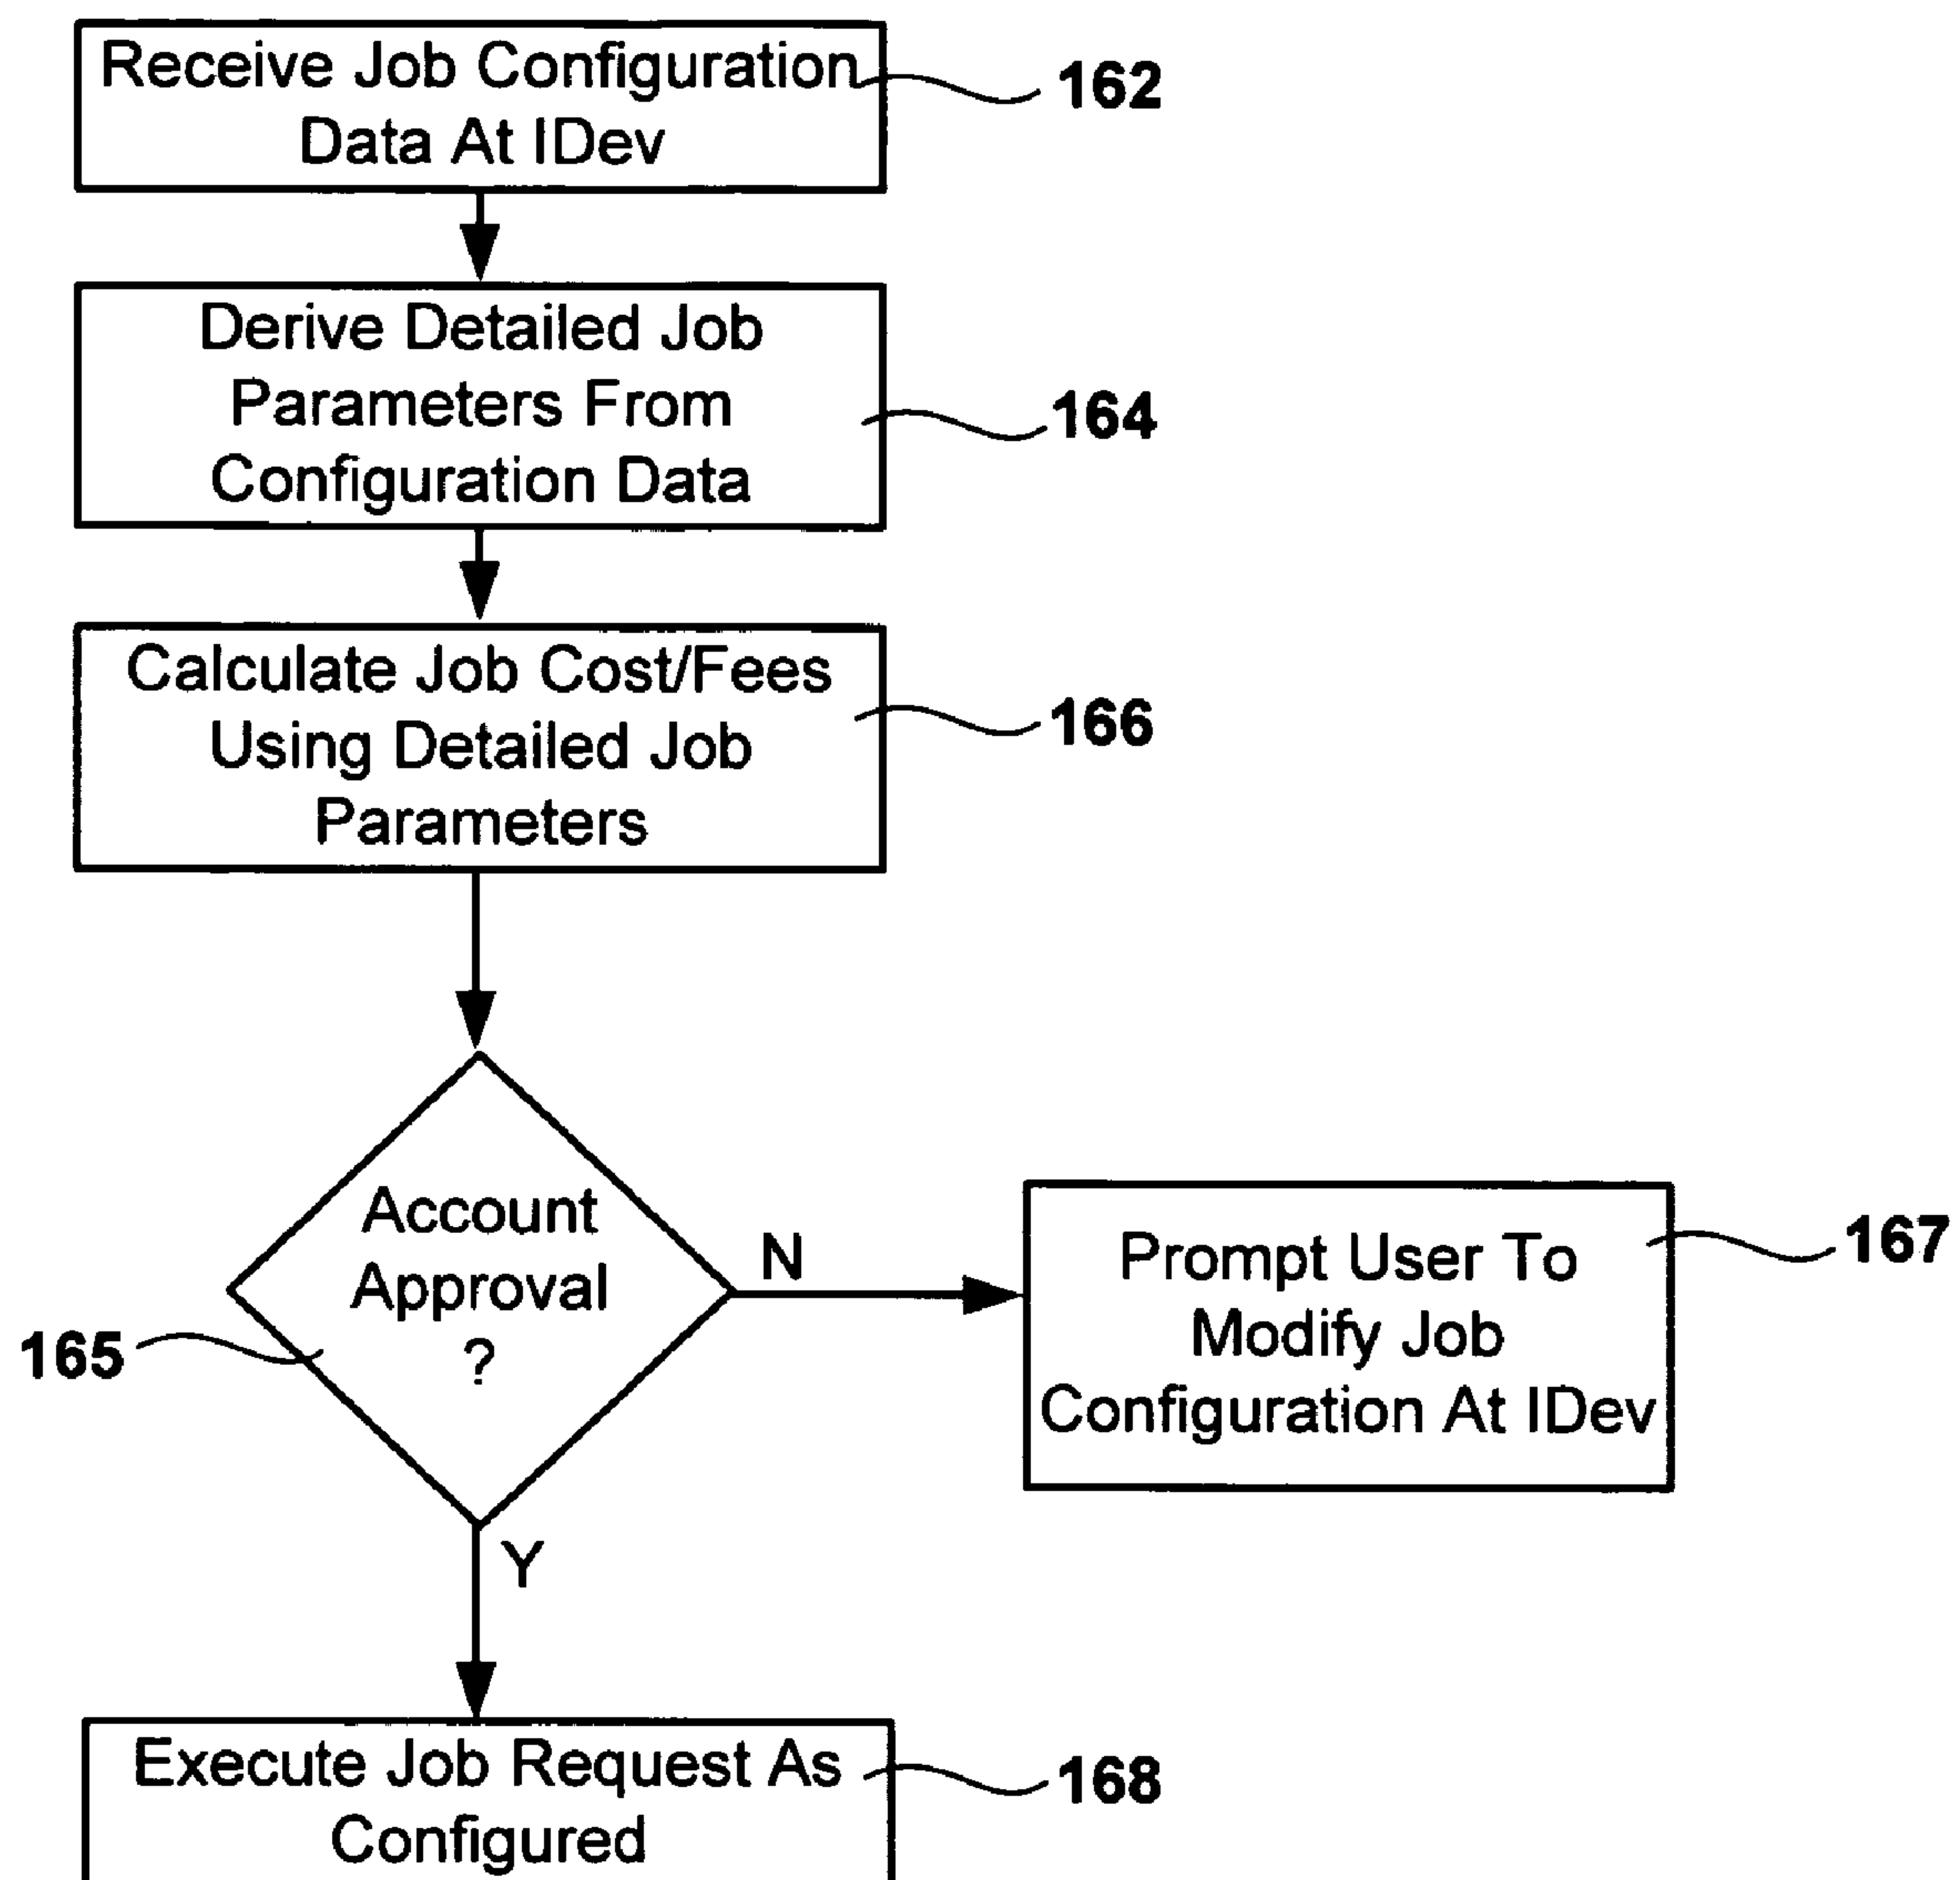 Receive Job Configuration
Data At IDev
162
Derive Detailed Job
Parameters From
Configuration Data
164
Calculate Job Cost/Fees
Using Detailed Job
Parameters
166
Account
Approval
?
165
N
Prompt User To
Modify Job
Configuration At IDev
167
Y
Execute Job Request As
Configured
168